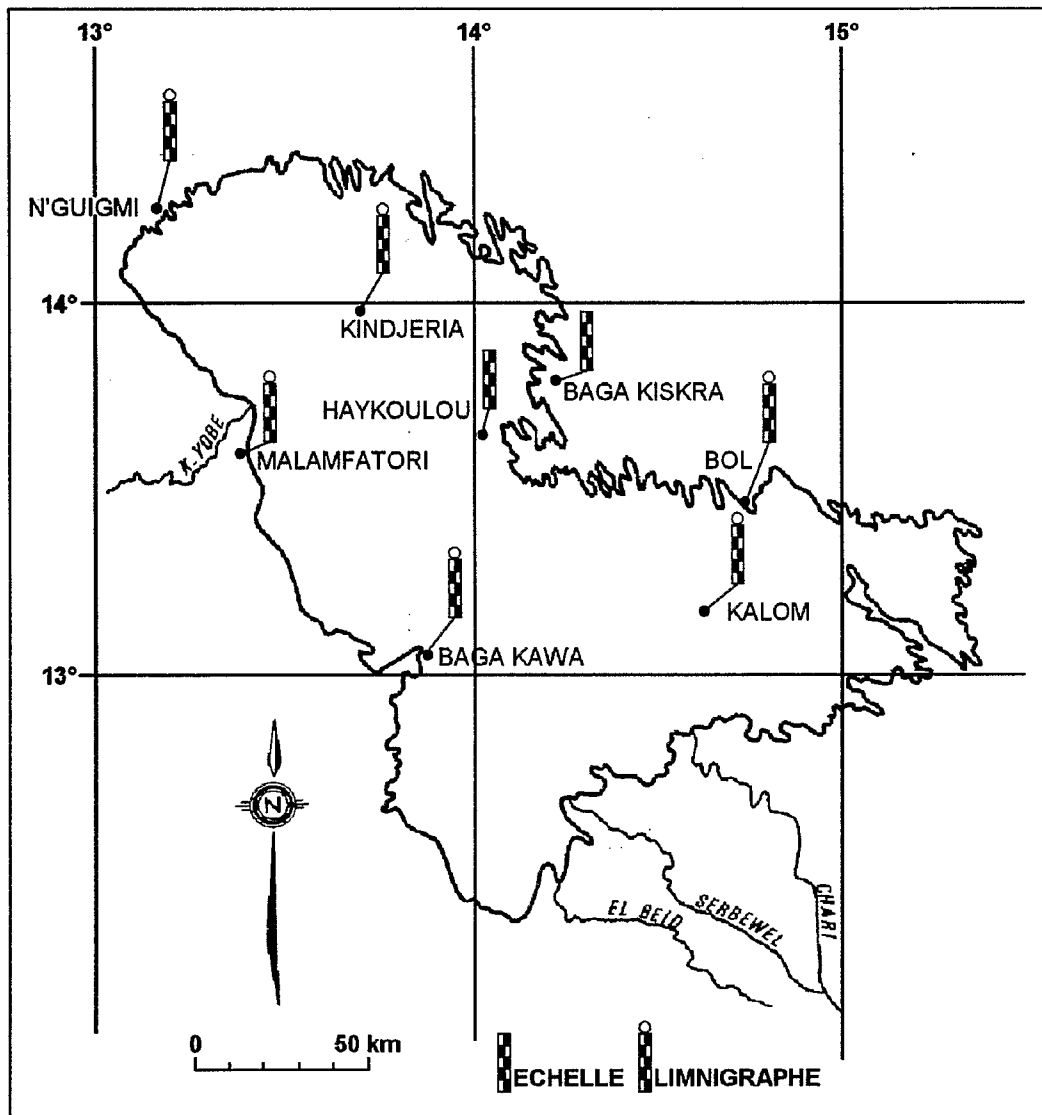 13° 14° 15°
N'GUIGMI
14°
KINDJERIA
BAGA KISKRA
HAYKOULOU
K-YOBE
MALAMFATORI
BOL
KALOM
BAGA KAWA
13°
N
EL BEID
SERBEWEL
CHARI
0 50 km
ECHELLE LIMNIGRAPHE